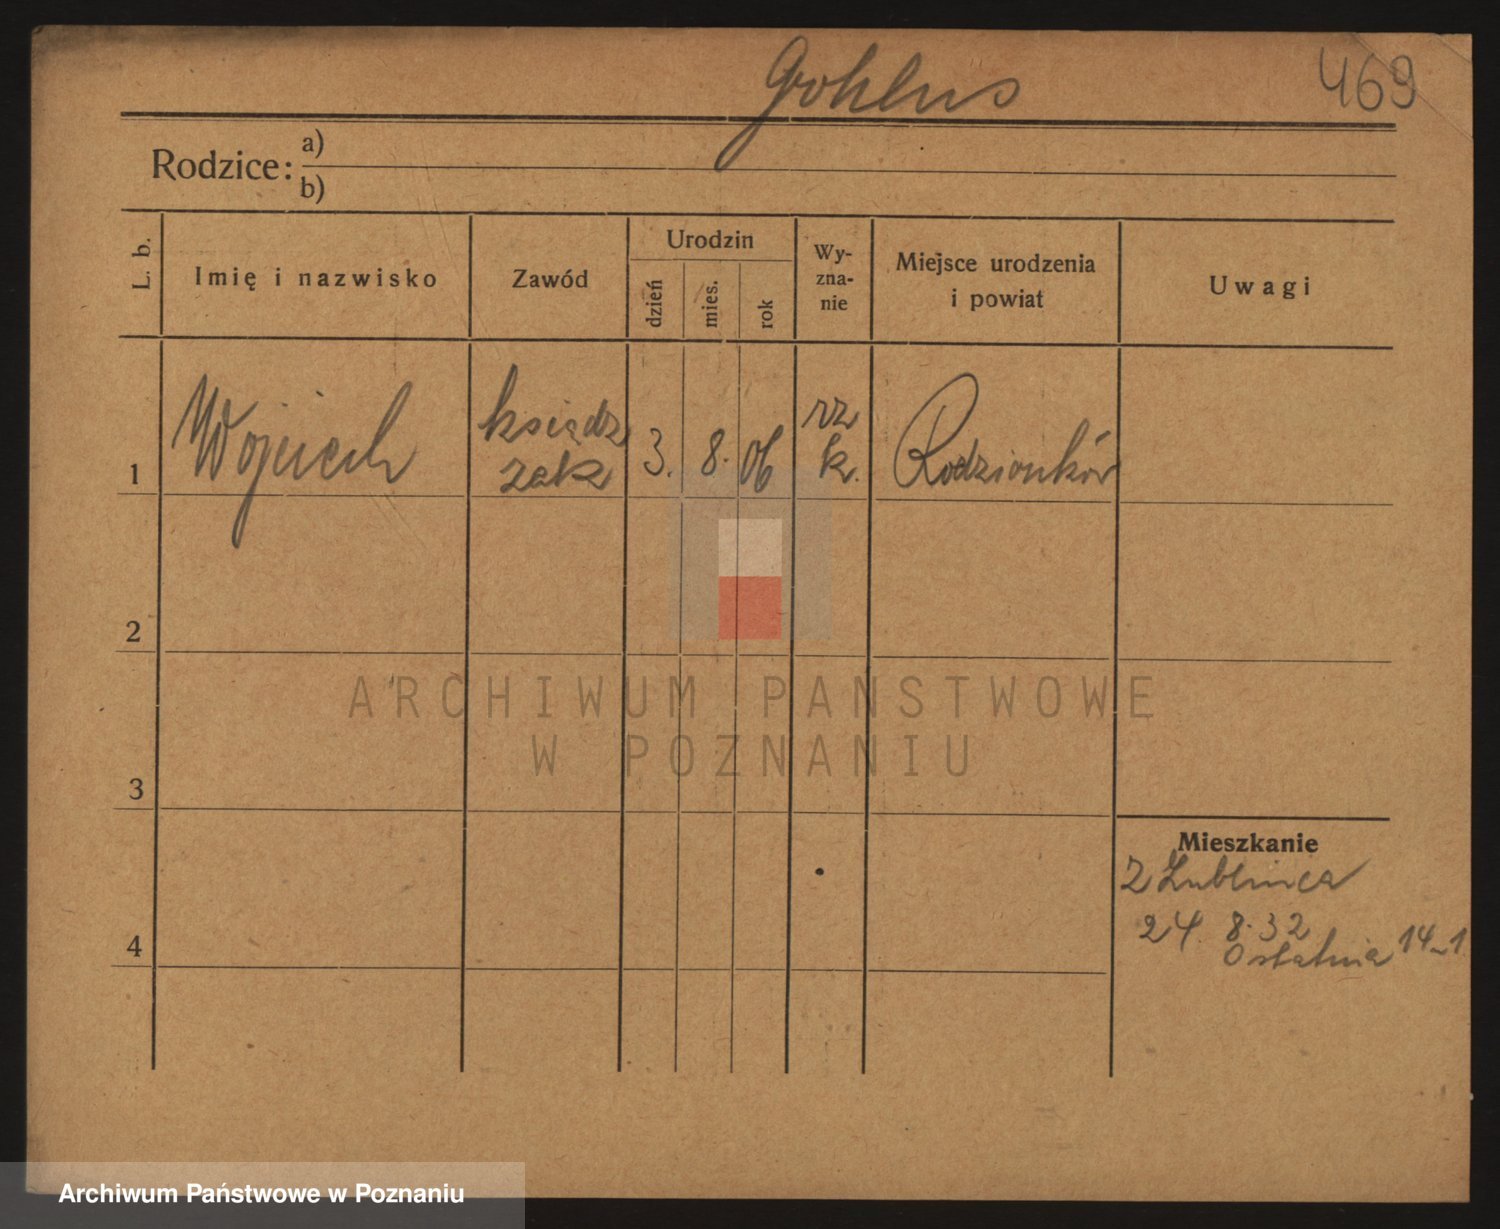 Gohlus
469
Rodzice: a)
b)
L. b.
Imię i nazwisko
Zawód
Urodzin
dzień
mies.
rok
Wy-
zna-
nie
Miejsce urodzenia
i powiat
Uwagi
1
Wojciech
ksiądz
zak
3.
8.
06
rz
k.
Rodzionków
2
3
4
Mieszkanie
Z Lublińca
24. 8.32
Ostatnia 14-1
ARCHIWUM PAŃSTWOWE
W POZNANIU
Archiwum Państwowe w Poznaniu